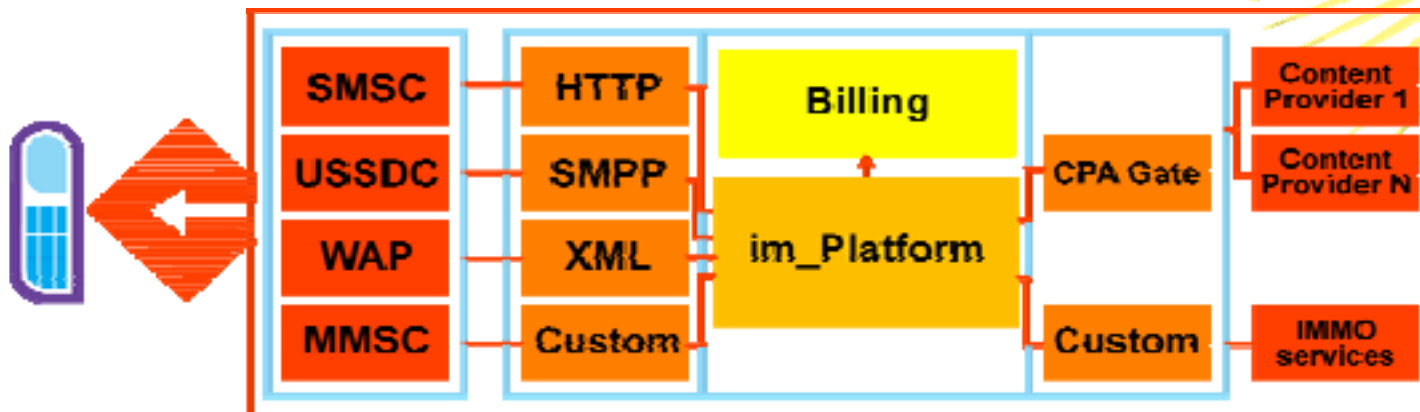 SMSC
USSDC
WAP
MMSC
HTTP
SMPP
XML
Custom
Billing
im_Platform
CPA Gate
Custom
Content
Provider 1
Content
Provider N
IMMO
services